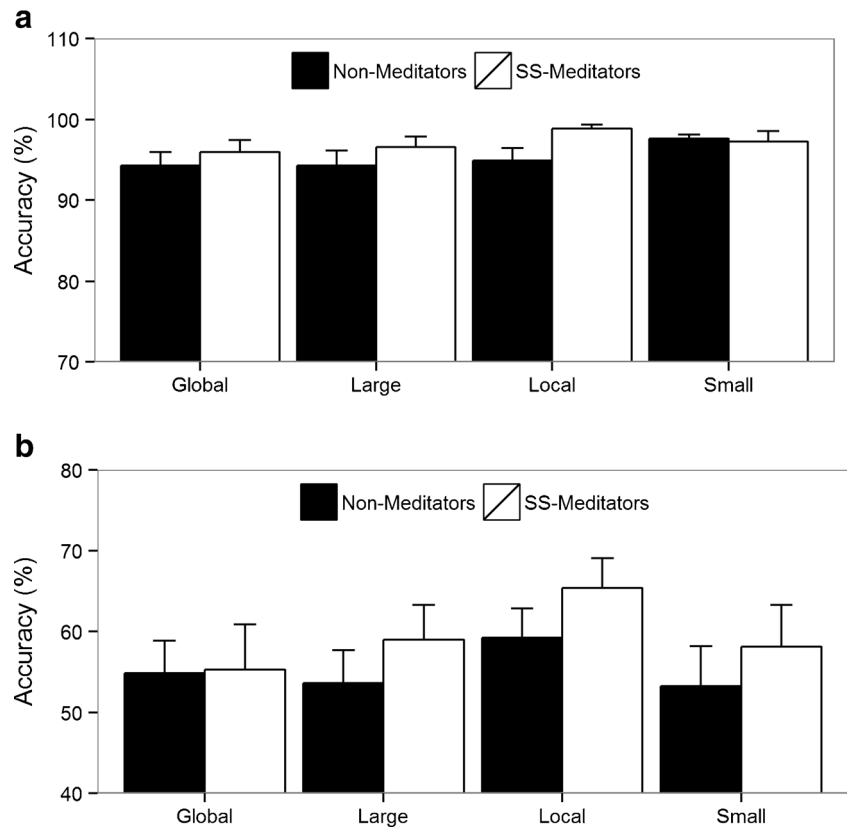 a
110
Non-Meditators SS-Meditators
100
90
80
70
Accuracy (%)
Global Large Local Small
b
80
Non-Meditators SS-Meditators
70
60
50
40
Accuracy (%)
Global Large Local Small